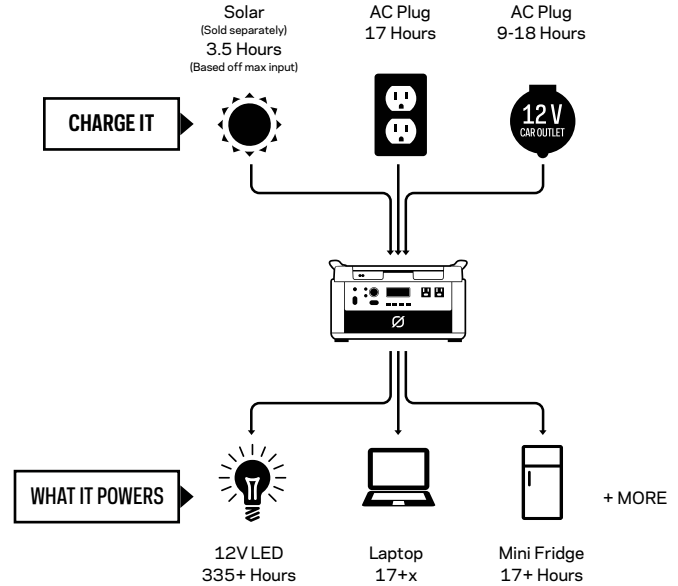 Solar
(Sold separately)
3.5 Hours
(Based off max input)
AC Plug
17 Hours
AC Plug
9-18 Hours
CHARGE IT
12 V
CAR OUTLET
WHAT IT POWERS
+ MORE
12V LED
335+ Hours
Laptop
17+x
Mini Fridge
17+ Hours